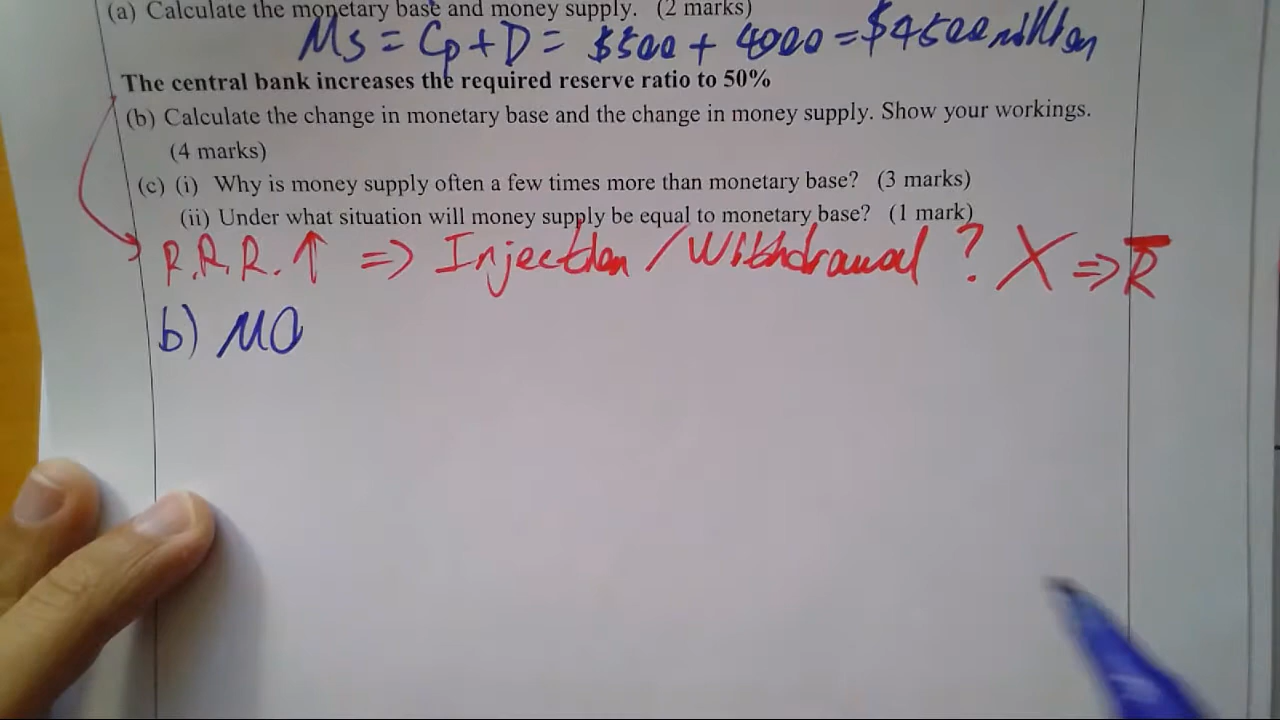 (a) Calculate the monetary base and money supply. (2 marks)
Ms = Cp + D = $500 + 4000 = $4500 million
The central bank increases the required reserve ratio to 50%
(b) Calculate the change in monetary base and the change in money supply. Show your workings.
(4 marks)
(c) (i) Why is money supply often a few times more than monetary base? (3 marks)
(ii) Under what situation will money supply be equal to monetary base? (1 mark)
R.R.R. ↑ => Injection / Withdrawal ? X => R̅
b) MO